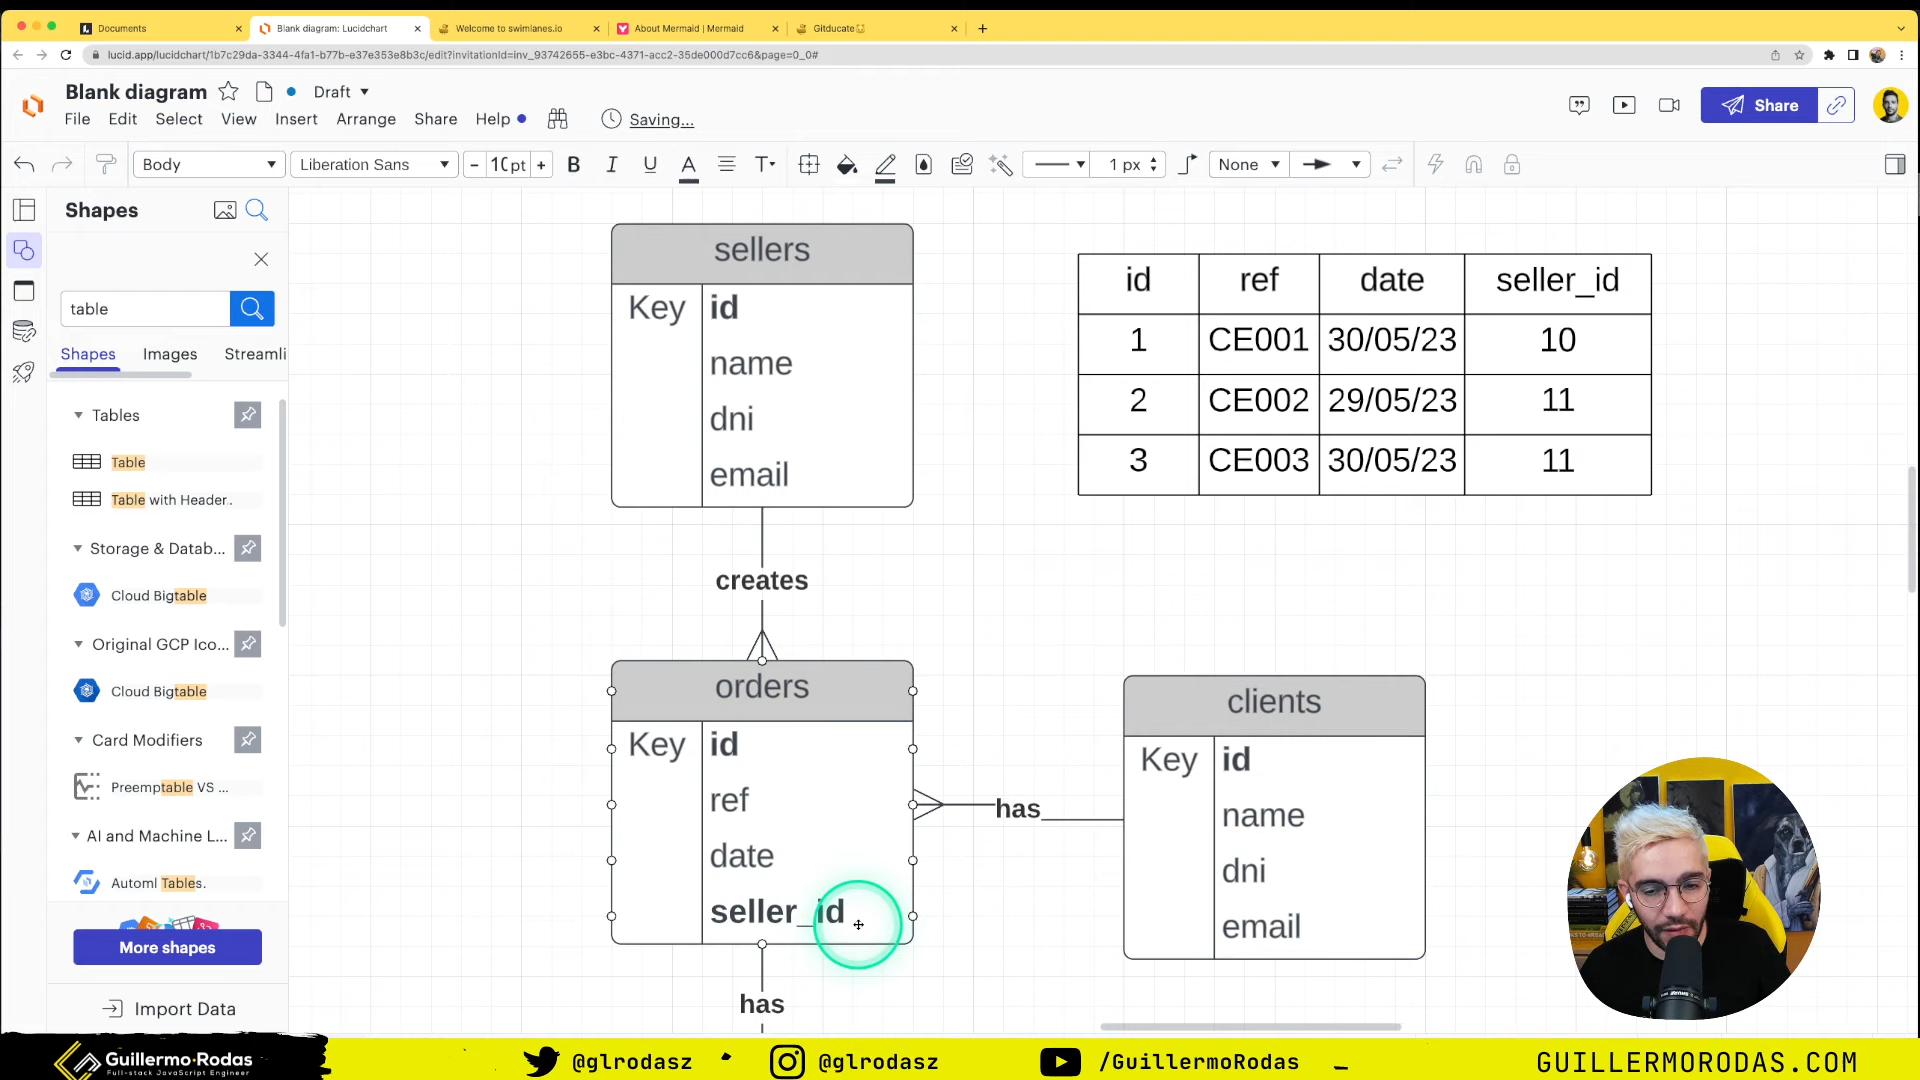 Documents
Blank diagram: Lucidchart
Welcome to swimlanes.io
About Mermaid | Mermaid
Gitducate
lucid.app/lucidchart/1b7c29da-3344-4fa1-b77b-e37e353e8b3c/edit?invitationId=inv_93742655-e3bc-4371-acc2-35de000d7cc6&page=0_0#
Blank diagram
Draft
File Edit Select View Insert Arrange Share Help
Saving...
Share
Body
Liberation Sans
- 10 pt +
B I U A T
1 px
None
Shapes
table
Shapes Images Streamli
Tables
Table
Table with Header..
Storage & Datab...
Cloud Bigtable
Original GCP Ico...
Cloud Bigtable
Card Modifiers
Preemptable VS ...
AI and Machine L...
Automl Tables.
More shapes
Import Data
sellers
Key id
name
dni
email
creates
orders
Key id
ref
date
seller_id
has
has
clients
Key id
name
dni
email
id ref date seller_id
1 CE001 30/05/23 10
2 CE002 29/05/23 11
3 CE003 30/05/23 11
Guillermo·Rodas
Full-stack JavaScript Engineer
@glrodasz
@glrodasz
/GuillermoRodas
GUILLERMORODAS.COM